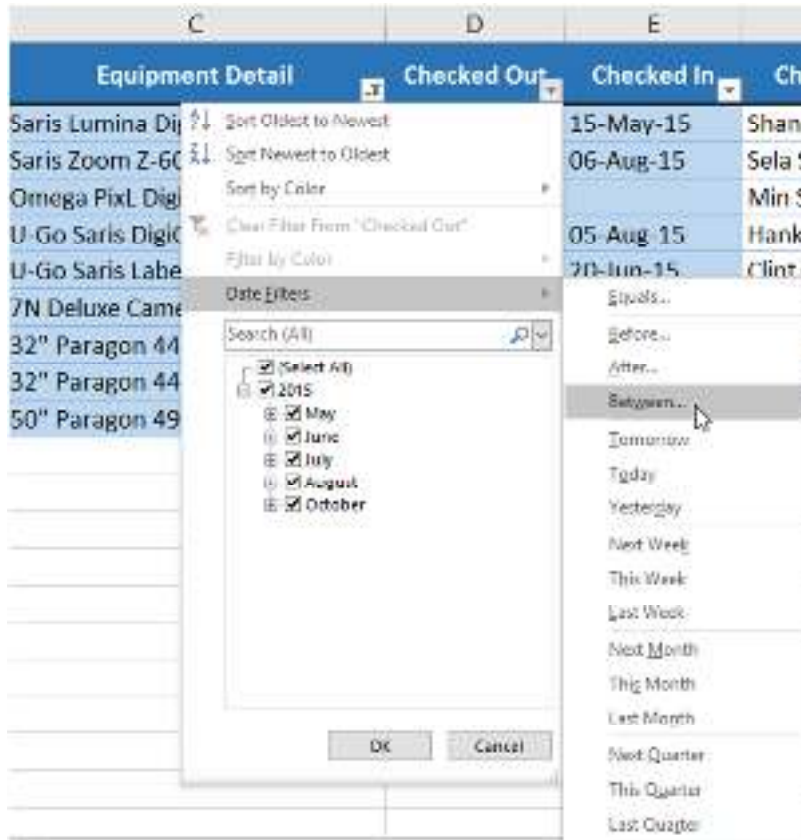 C D E
Equipment Detail Checked Out Checked In Ch
Saris Lumina Dig 15-May-15 Shan
Saris Zoom Z-60 06-Aug-15 Sela S
Omega PixL Digi Min S
U-Go Saris DigiC 05-Aug-15 Hank
U-Go Saris Labe 20-Jun-15 Clint
7N Deluxe Came
32" Paragon 44
32" Paragon 44
50" Paragon 49
Sort Oldest to Newest
Sort Newest to Oldest
Sort by Color
Clear Filter From "Checked Out"
Filter by Color
Date Filters
Search (All)
(Select All)
2015
May
June
July
August
October
OK Cancel
Equals...
Before...
After...
Between...
Tomorrow
Today
Yesterday
Next Week
This Week
Last Week
Next Month
This Month
Last Month
Next Quarter
This Quarter
Last Quarter